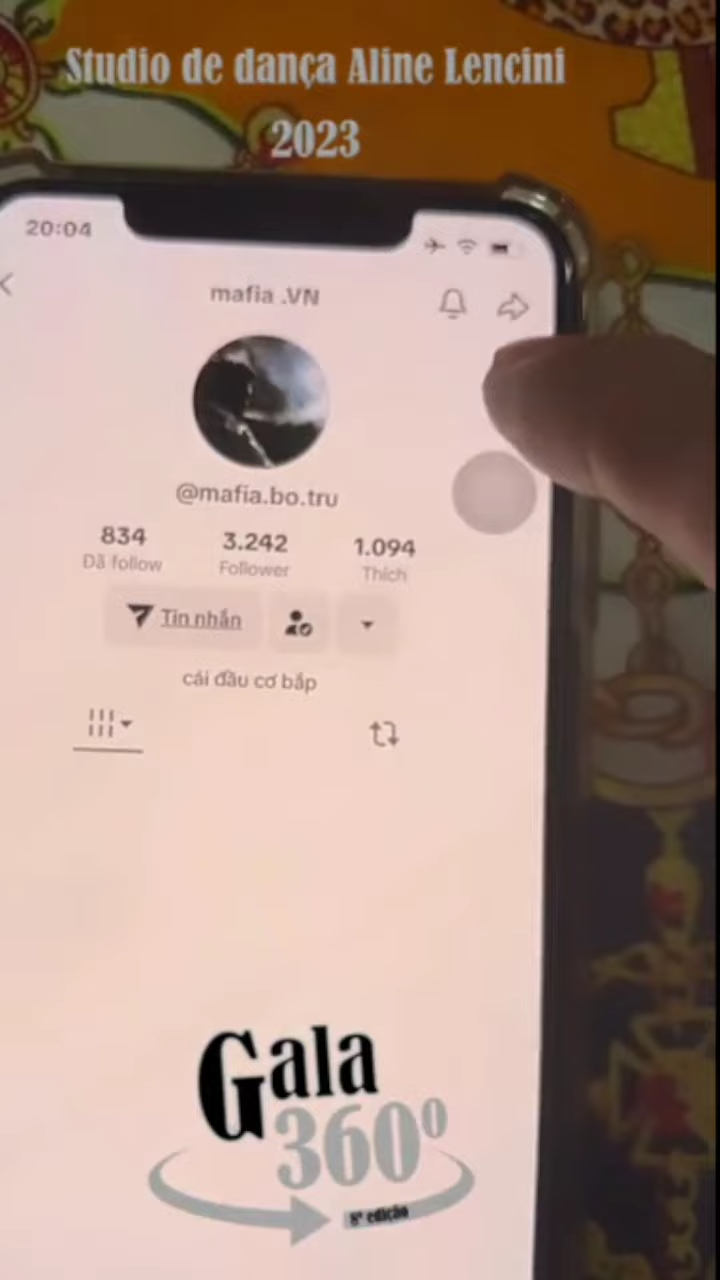 Studio de dança Aline Lencini
2023
20:04
mafia .VN
@mafia.bo.tru
834 3.242 1.094
Đã follow Follower Thích
Tin nhắn
cái đầu cơ bắp
Gala
360º
8ª edição